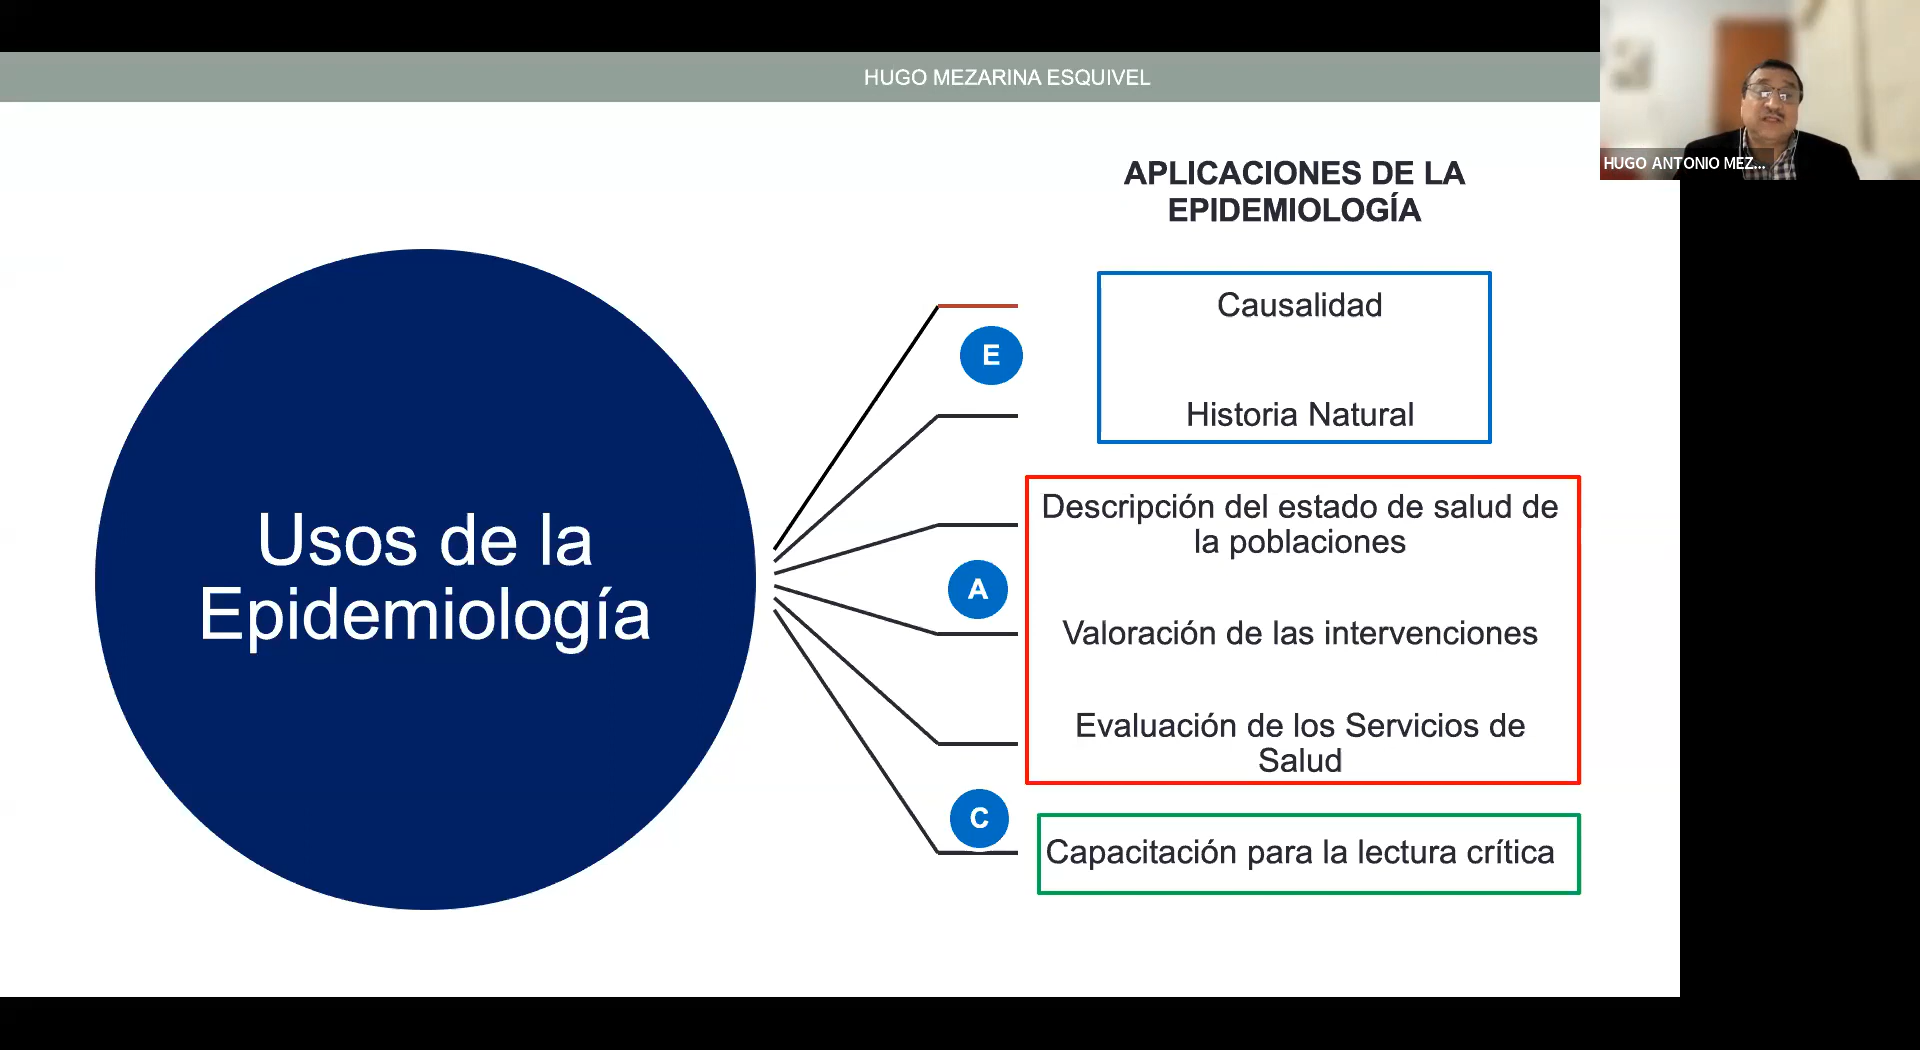 HUGO MEZARINA ESQUIVEL
HUGO ANTONIO MEZ...
APLICACIONES DE LA
EPIDEMIOLOGÍA
Usos de la
Epidemiología
E
Causalidad
Historia Natural
A
Descripción del estado de salud de
la poblaciones
Valoración de las intervenciones
Evaluación de los Servicios de
Salud
C
Capacitación para la lectura crítica